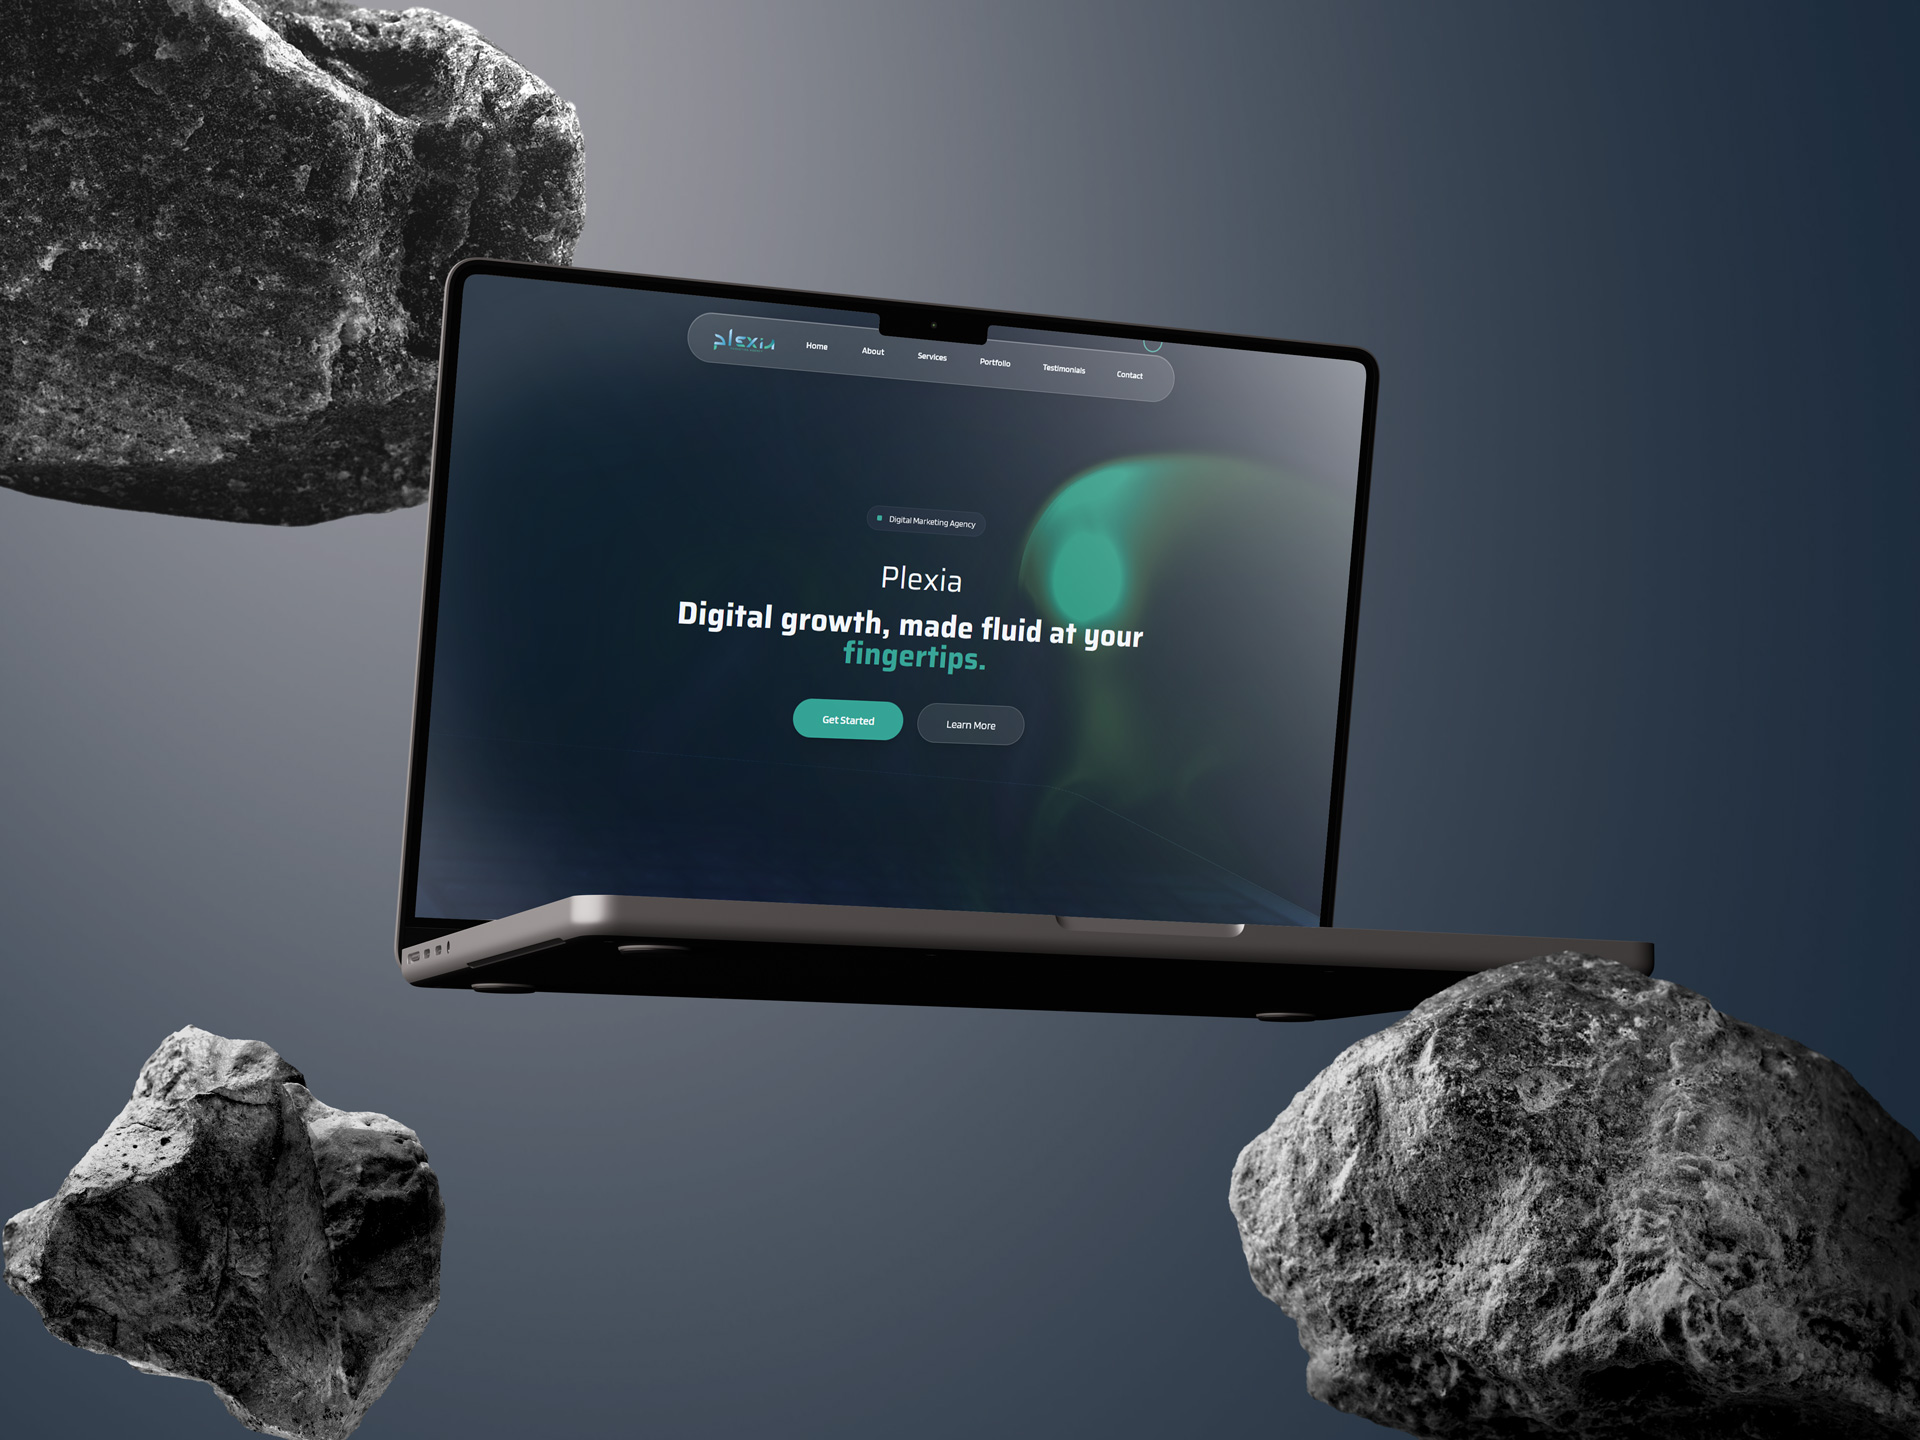 plexia
Home
About
Services
Portfolio
Testimonials
Contact
Digital Marketing Agency
Plexia
Digital growth, made fluid at your
fingertips.
Get Started
Learn More